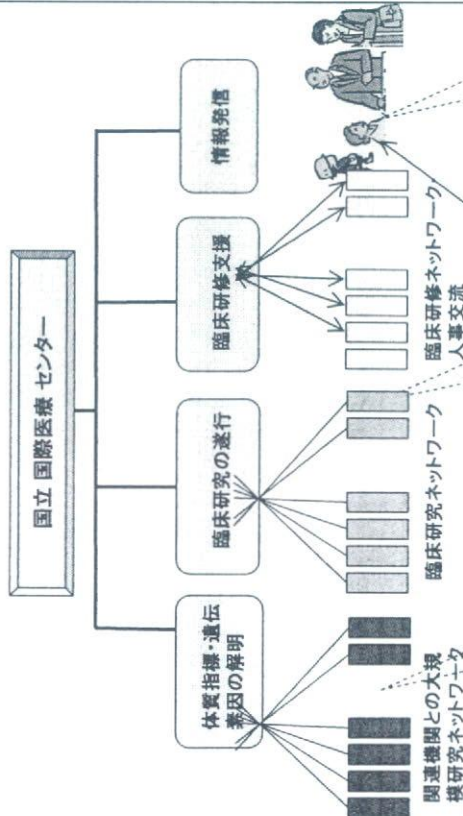 国立 国際医療 センター
体質指標・遺伝
素因の解明
臨床研究の遂行
臨床研修支援
情報発信
関連機関との大規
模研究ネットワーク
臨床研究ネットワーク
臨床研修ネットワーク・
人事交流